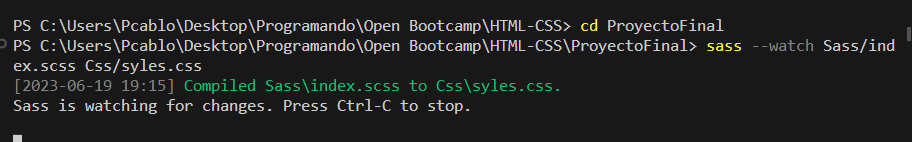 PS C:\Users\Pcablo\Desktop\Programando\Open Bootcamp\HTML-CSS> cd ProyectoFinal
PS C:\Users\Pcablo\Desktop\Programando\Open Bootcamp\HTML-CSS\ProyectoFinal> sass --watch Sass/ind
ex.scss Css/syles.css
[2023-06-19 19:15] Compiled Sass\index.scss to Css\syles.css.
Sass is watching for changes. Press Ctrl-C to stop.